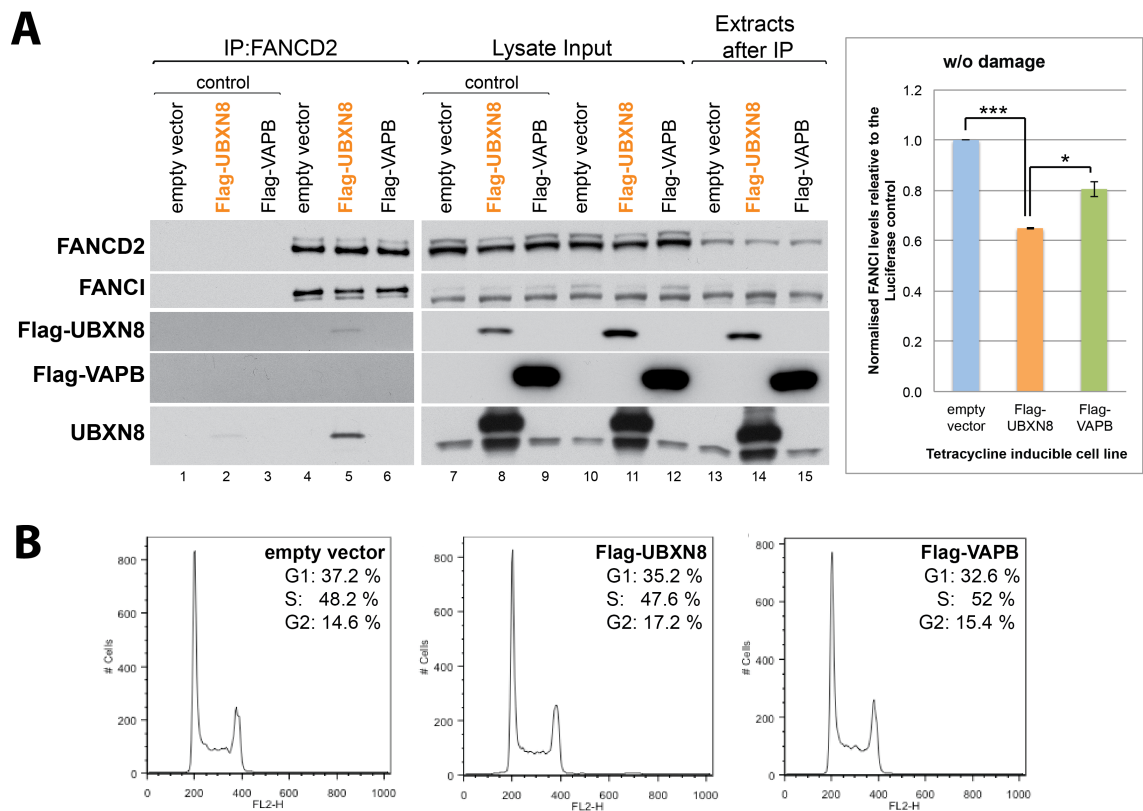 A
IP:FANCD2
Lysate Input
Extracts
after IP
control
control
empty vector
Flag-UBXN8
Flag-VAPB
empty vector
Flag-UBXN8
Flag-VAPB
empty vector
Flag-UBXN8
Flag-VAPB
empty vector
Flag-UBXN8
Flag-VAPB
empty vector
Flag-UBXN8
Flag-VAPB
FANCD2
FANCI
Flag-UBXN8
Flag-VAPB
UBXN8
1 2 3 4 5 6 7 8 9 10 11 12 13 14 15
w/o damage
Normalised FANCI levels releative to the
Luciferase control
1.2
1.0
0.8
0.6
0.4
0.2
0.0
***
*
empty
vector
Flag-
UBXN8
Flag-
VAPB
Tetracycline inducible cell line
B
empty vector
G1: 37.2 %
S: 48.2 %
G2: 14.6 %
# Cells
800
600
400
200
0
0 200 400 600 800 1000
FL2-H
Flag-UBXN8
G1: 35.2 %
S: 47.6 %
G2: 17.2 %
# Cells
800
600
400
200
0
0 200 400 600 800 1000
FL2-H
Flag-VAPB
G1: 32.6 %
S: 52 %
G2: 15.4 %
# Cells
800
600
400
200
0
0 200 400 600 800 1000
FL2-H